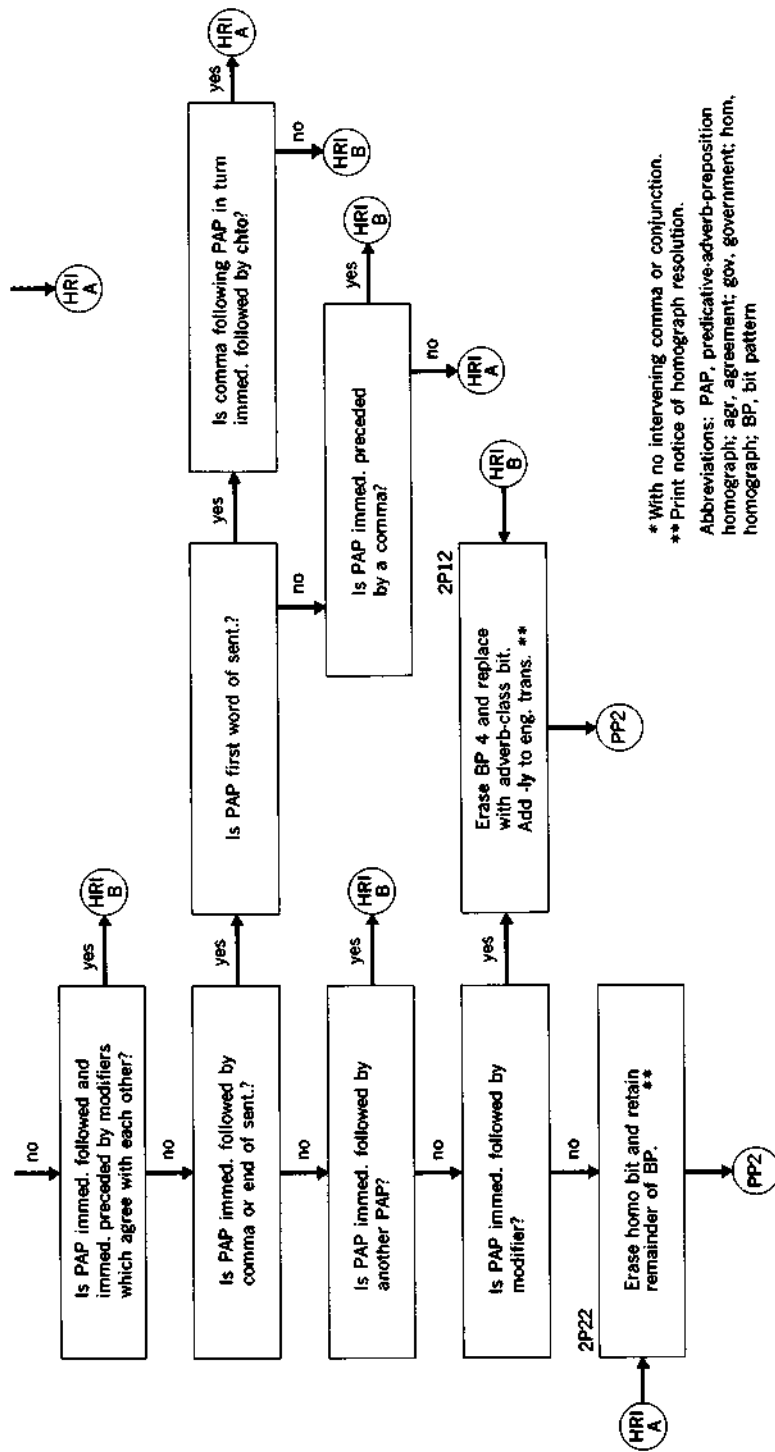 no
Is PAP immed. followed and
immed. preceded by modifiers
which agree with each other?
yes
HRI
B
HRI
A
no
Is PAP immed. followed by
comma or end of sent.?
yes
Is PAP first word of sent.?
yes
Is comma following PAP in turn
immed. followed by chto?
yes
HRI
A
no
HRI
B
no
Is PAP immed. preceded
by a comma?
yes
HRI
B
no
HRI
A
no
Is PAP immed. followed by
another PAP?
yes
HRI
B
no
Is PAP immed. followed by
modifier?
yes
2P12
Erase BP 4 and replace
with adverb-class bit.
Add -ly to eng. trans. **
HRI
B
PP2
no
2P22
HRI
A
Erase homo bit and retain
remainder of BP. **
PP2
* With no intervening comma or conjunction.
** Print notice of homograph resolution.
Abbreviations: PAP, predicative-adverb-preposition
homograph; agr, agreement; gov, government; hom,
homograph; BP, bit pattern